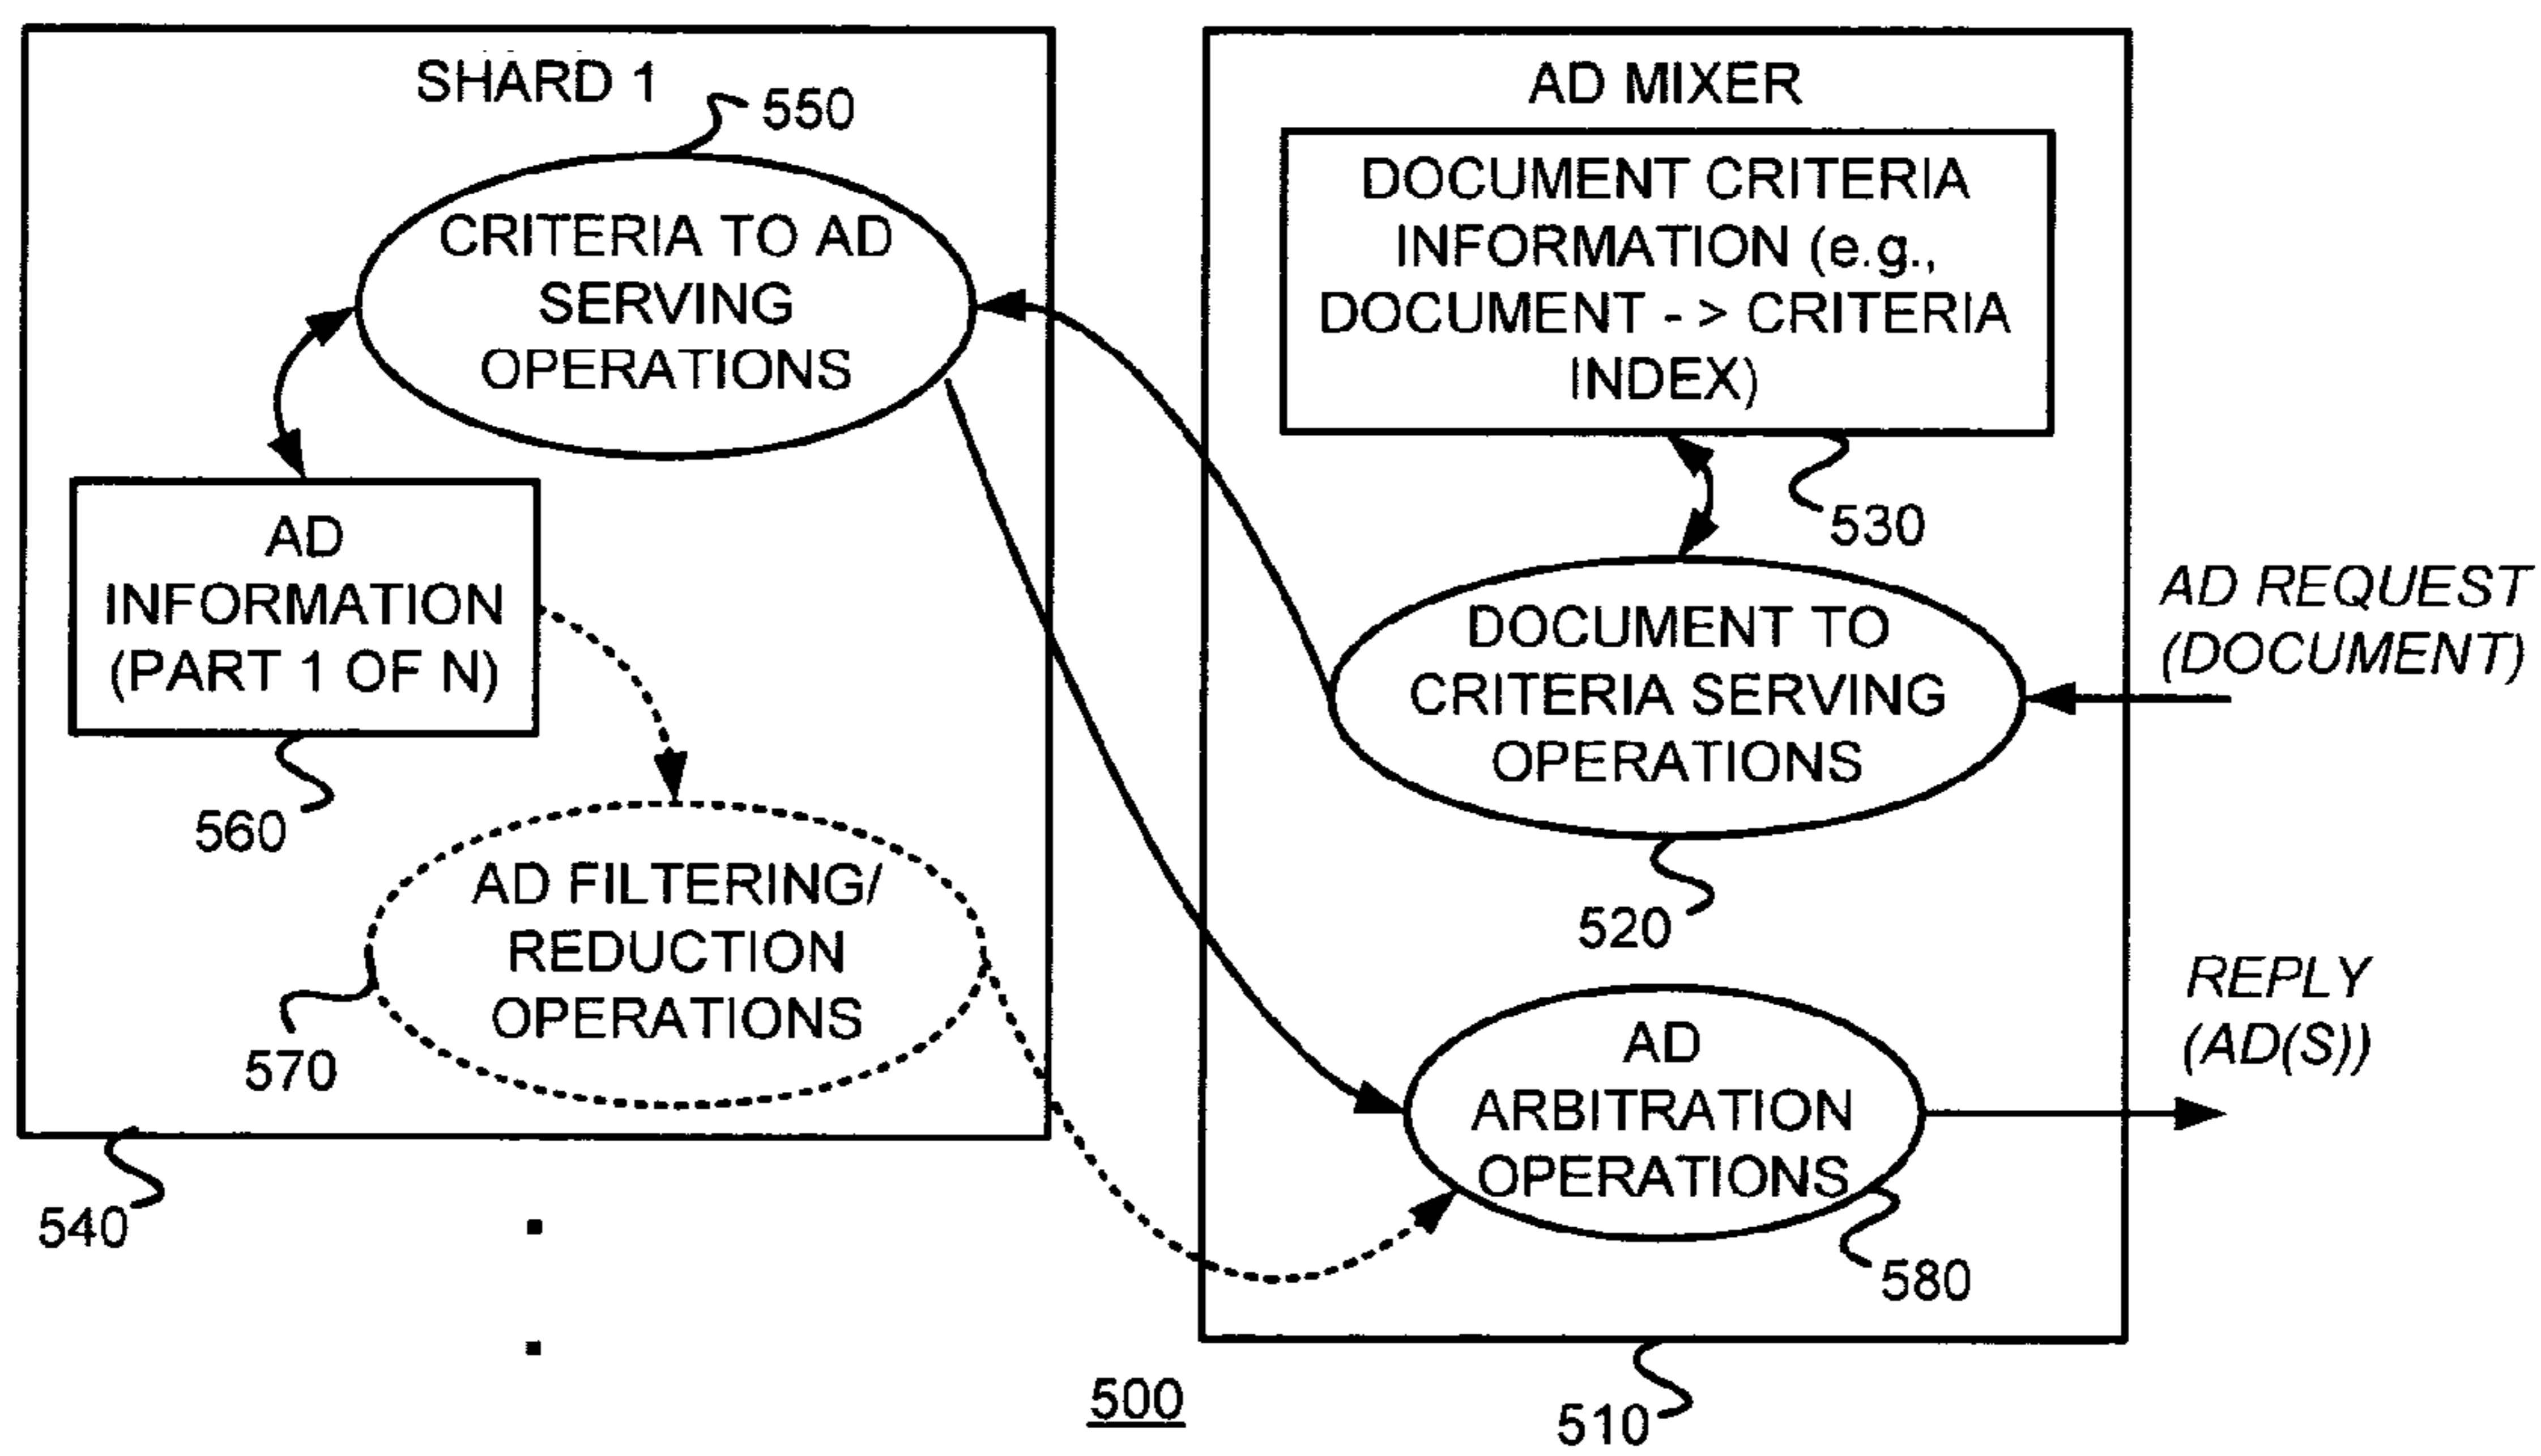 SHARD 1
550
CRITERIA TO AD
SERVING
OPERATIONS
AD
INFORMATION
(PART 1 OF N)
560
AD FILTERING/
REDUCTION
OPERATIONS
570
540
AD MIXER
DOCUMENT CRITERIA
INFORMATION (e.g.,
DOCUMENT - > CRITERIA
INDEX)
530
DOCUMENT TO
CRITERIA SERVING
OPERATIONS
520
AD REQUEST
(DOCUMENT)
AD
ARBITRATION
OPERATIONS
580
REPLY
(AD(S))
510
500